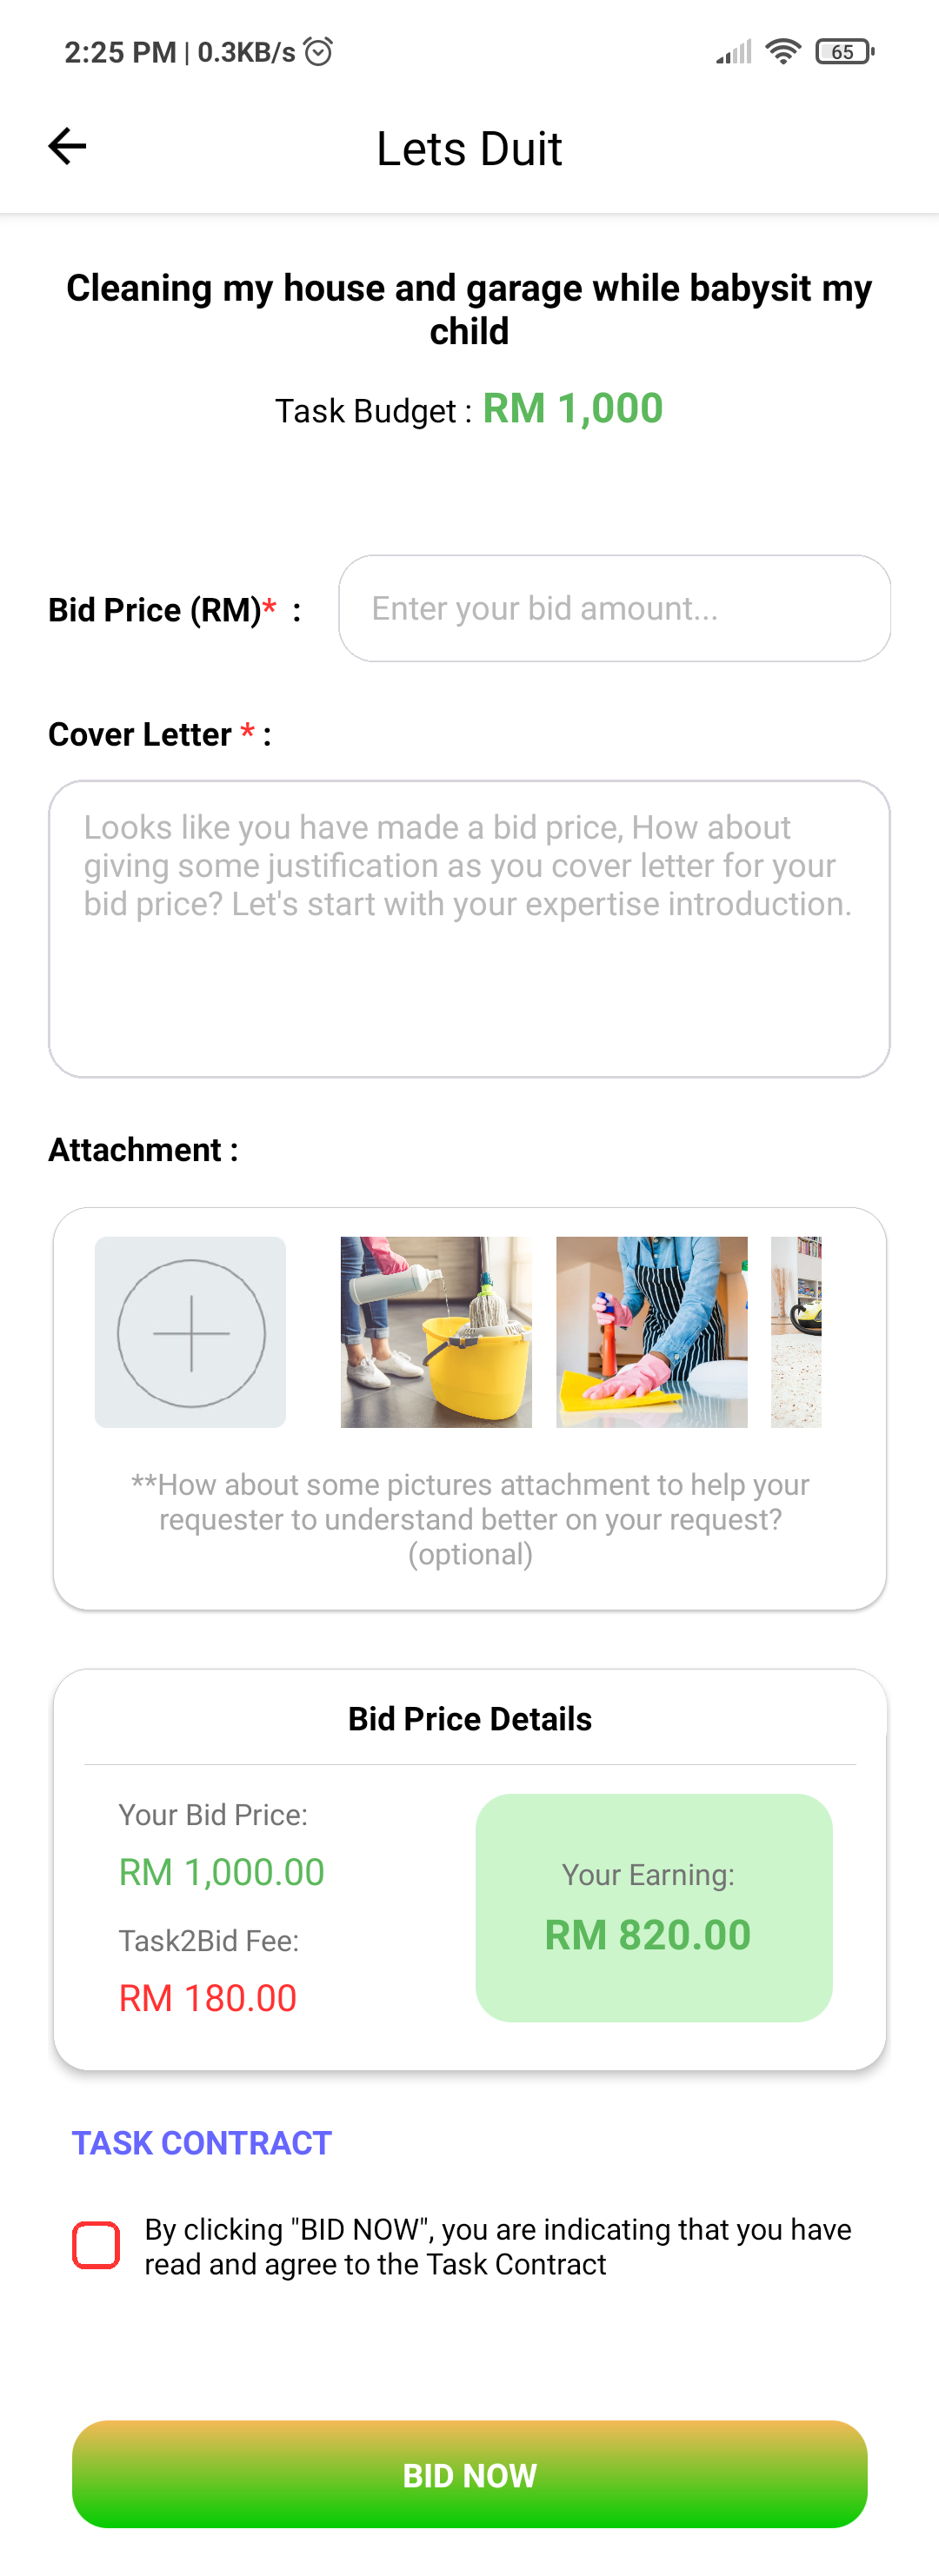 2:25 PM | 0.3KB/s
65
Lets Duit
Cleaning my house and garage while babysit my
child
Task Budget : RM 1,000
Bid Price (RM)* :
Enter your bid amount...
Cover Letter * :
Looks like you have made a bid price, How about
giving some justification as you cover letter for your
bid price? Let's start with your expertise introduction.
Attachment :
**How about some pictures attachment to help your
requester to understand better on your request?
(optional)
Bid Price Details
Your Bid Price:
RM 1,000.00
Task2Bid Fee:
RM 180.00
Your Earning:
RM 820.00
TASK CONTRACT
By clicking "BID NOW", you are indicating that you have
read and agree to the Task Contract
BID NOW